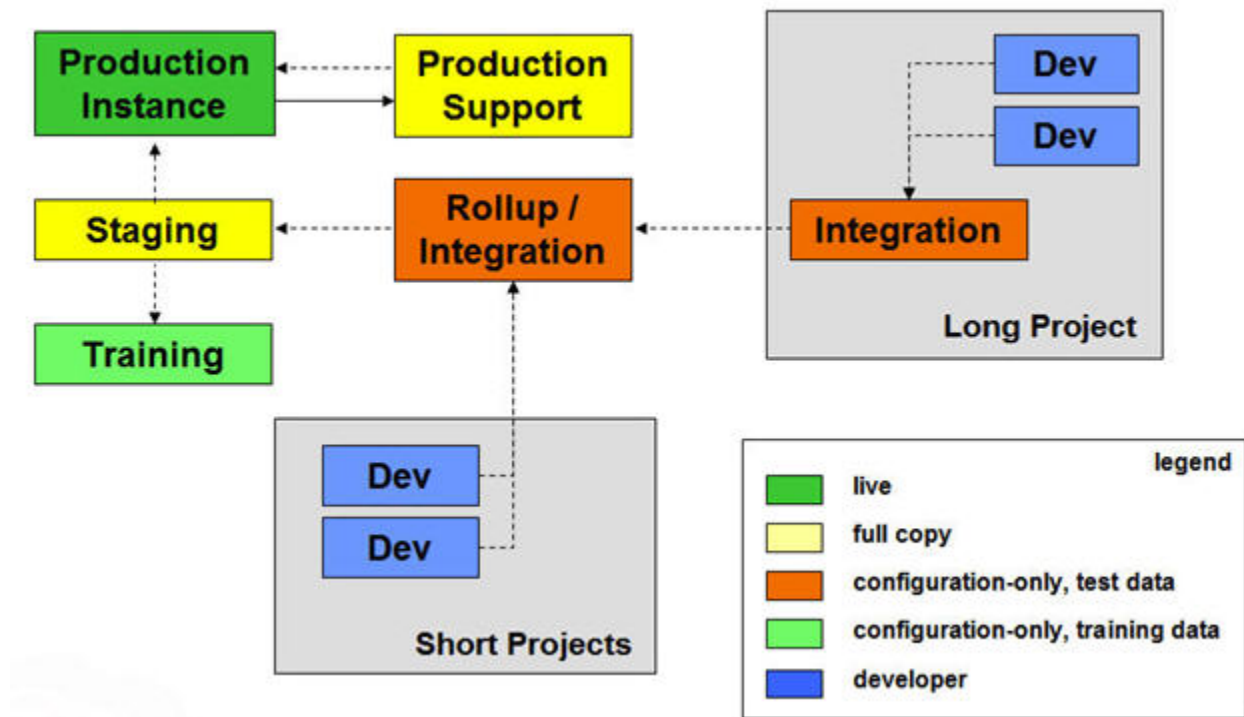 Production
Instance
Production
Support
Dev
Dev
Staging
Rollup /
Integration
Integration
Long Project
Training
Dev
Dev
Short Projects
legend
live
full copy
configuration-only, test data
configuration-only, training data
developer